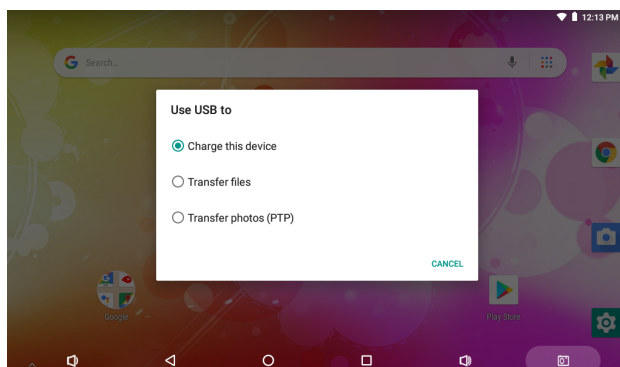 12:13 PM
G Search...
Use USB to
Charge this device
Transfer files
Transfer photos (PTP)
CANCEL
Google
Play Store